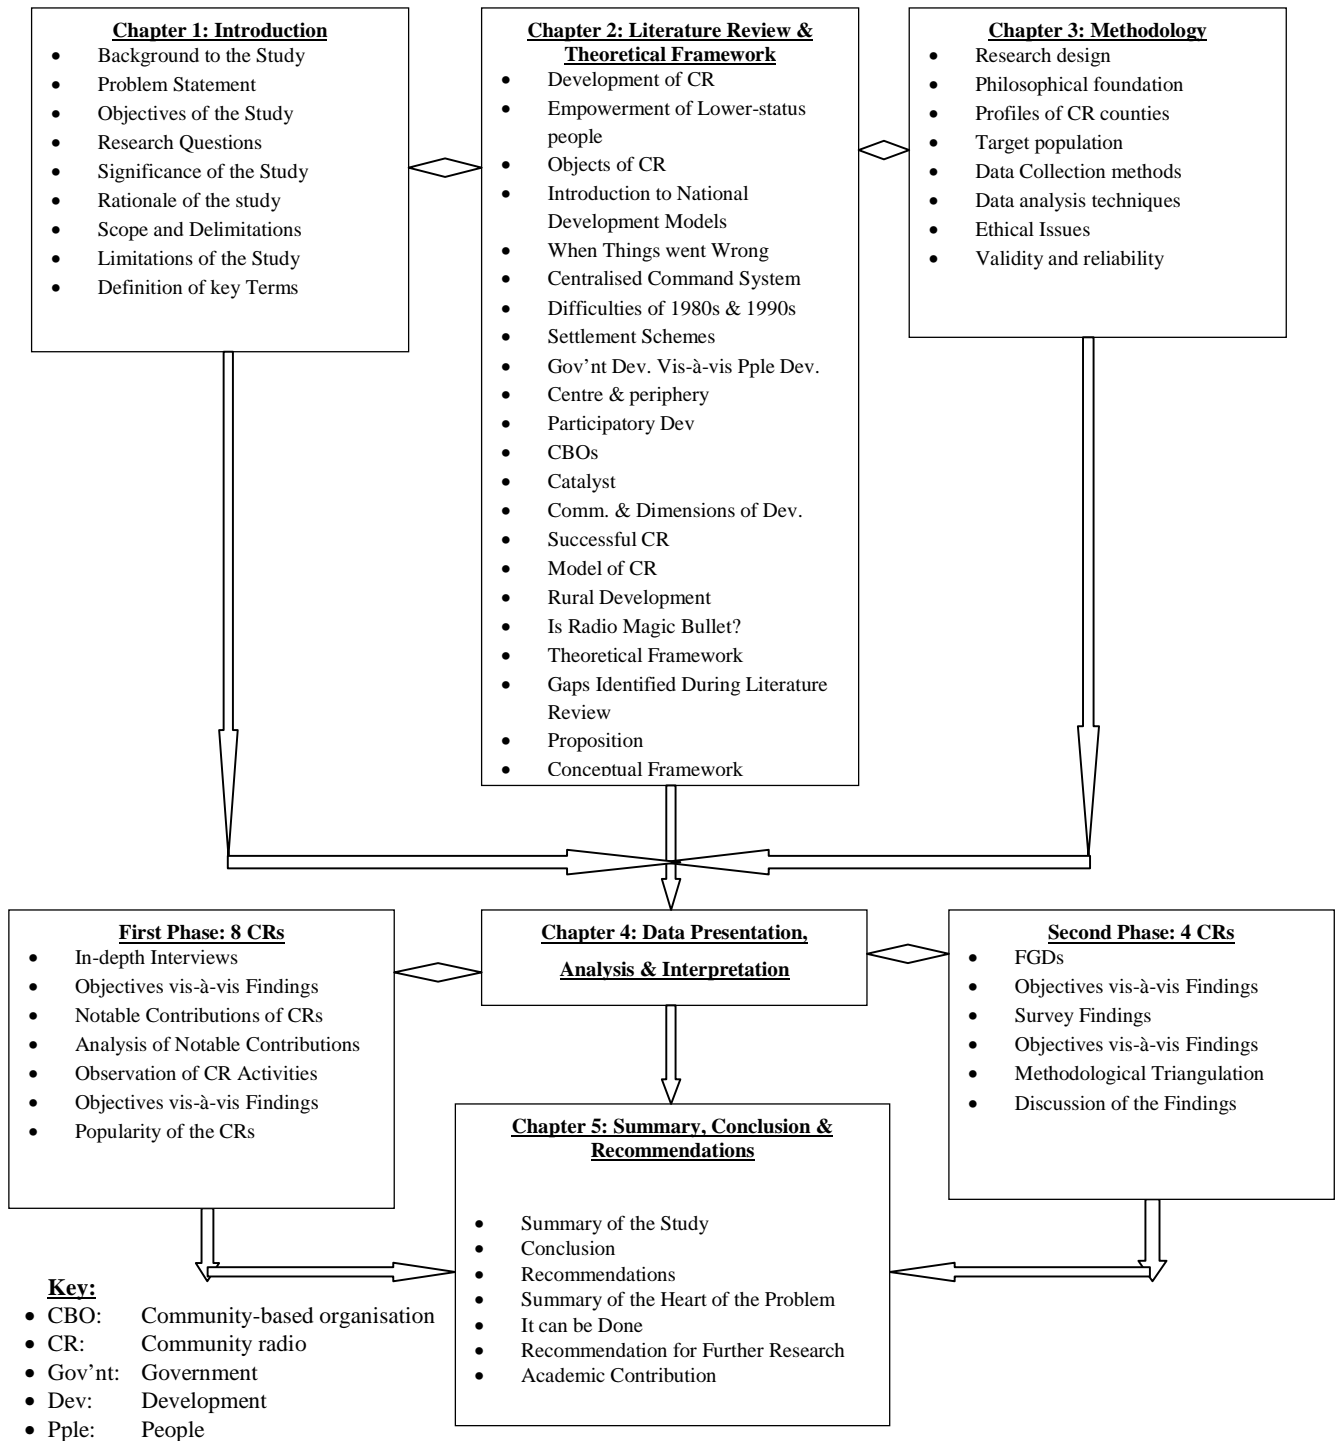 Chapter 1: Introduction
• Background to the Study
• Problem Statement
• Objectives of the Study
• Research Questions
• Significance of the Study
• Rationale of the study
• Scope and Delimitations
• Limitations of the Study
• Definition of key Terms
Chapter 2: Literature Review &
Theoretical Framework
• Development of CR
• Empowerment of Lower-status
people
• Objects of CR
• Introduction to National
Development Models
• When Things went Wrong
• Centralised Command System
• Difficulties of 1980s & 1990s
• Settlement Schemes
• Gov'nt Dev. Vis-à-vis Pple Dev.
• Centre & periphery
• Participatory Dev
• CBOs
• Catalyst
• Comm. & Dimensions of Dev.
• Successful CR
• Model of CR
• Rural Development
• Is Radio Magic Bullet?
• Theoretical Framework
• Gaps Identified During Literature
Review
• Proposition
• Conceptual Framework
Chapter 3: Methodology
• Research design
• Philosophical foundation
• Profiles of CR counties
• Target population
• Data Collection methods
• Data analysis techniques
• Ethical Issues
• Validity and reliability
First Phase: 8 CRs
• In-depth Interviews
• Objectives vis-à-vis Findings
• Notable Contributions of CRs
• Analysis of Notable Contributions
• Observation of CR Activities
• Objectives vis-à-vis Findings
• Popularity of the CRs
Chapter 4: Data Presentation,
Analysis & Interpretation
Second Phase: 4 CRs
• FGDs
• Objectives vis-à-vis Findings
• Survey Findings
• Objectives vis-à-vis Findings
• Methodological Triangulation
• Discussion of the Findings
Chapter 5: Summary, Conclusion &
Recommendations
• Summary of the Study
• Conclusion
• Recommendations
• Summary of the Heart of the Problem
• It can be Done
• Recommendation for Further Research
• Academic Contribution
Key:
• CBO: Community-based organisation
• CR: Community radio
• Gov'nt: Government
• Dev: Development
• Pple: People